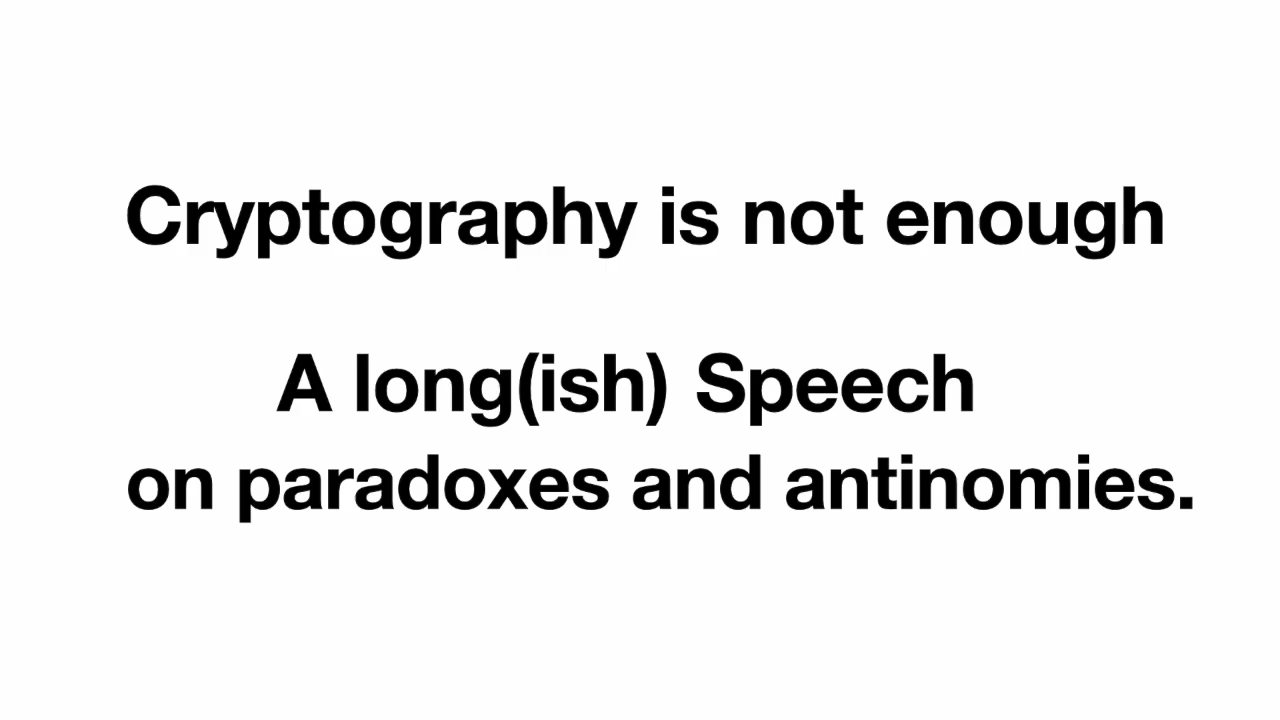 Cryptography is not enough
A long(ish) Speech
on paradoxes and antinomies.